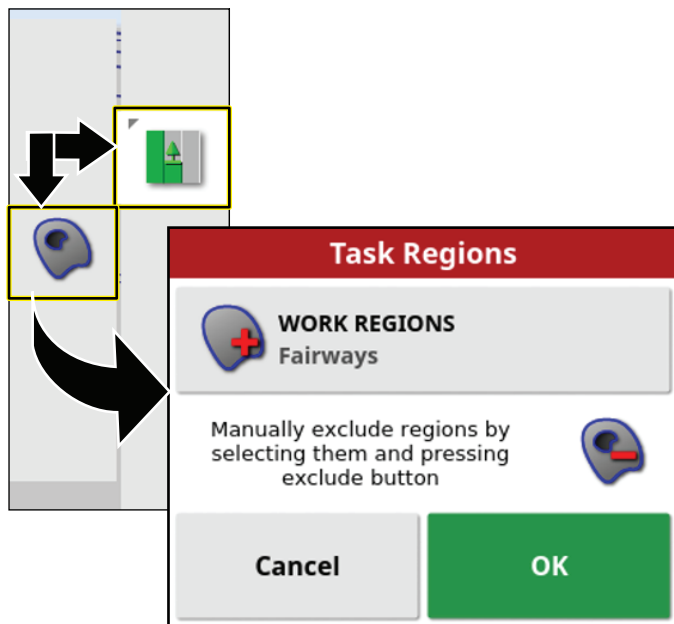 Task Regions
WORK REGIONS
Fairways
Manually exclude regions by
selecting them and pressing
exclude button
Cancel
OK